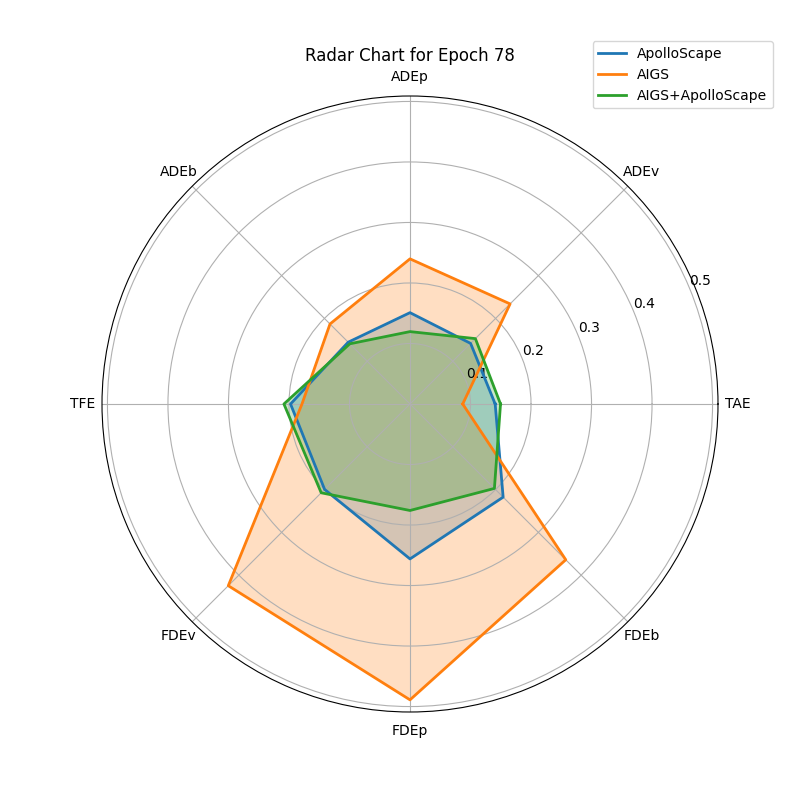 Radar Chart for Epoch 78
ApolloScape
AIGS
AIGS+ApolloScape
ADEp
ADEb
ADEv
0.5
0.4
0.3
0.2
0.1
TFE
TAE
FDEv
FDEb
FDEp